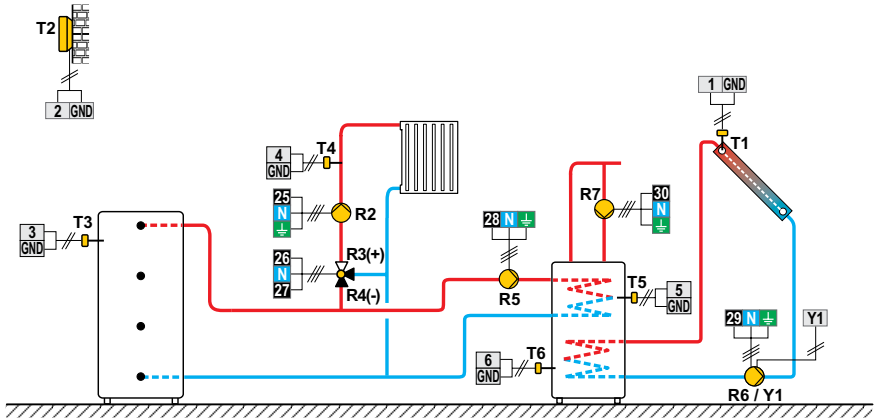 T2
2 GND
1 GND
T1
4
GND
T4
25
N
R2
R7
30
N
28 N
3
GND
T3
26
N
27
R3(+)
R4(-)
R5
T5
5
GND
29 N
Y1
6
GND
T6
R6 / Y1